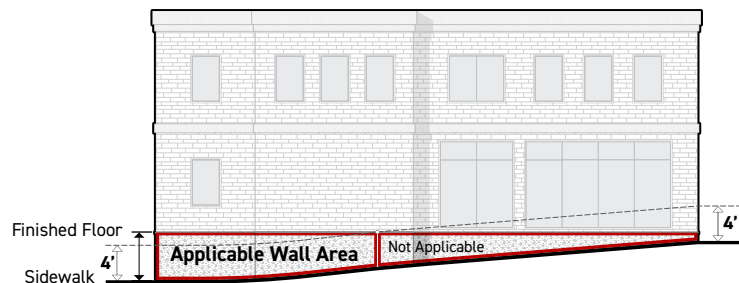 Finished Floor
4'
Applicable Wall Area
Not Applicable
4'
Sidewalk